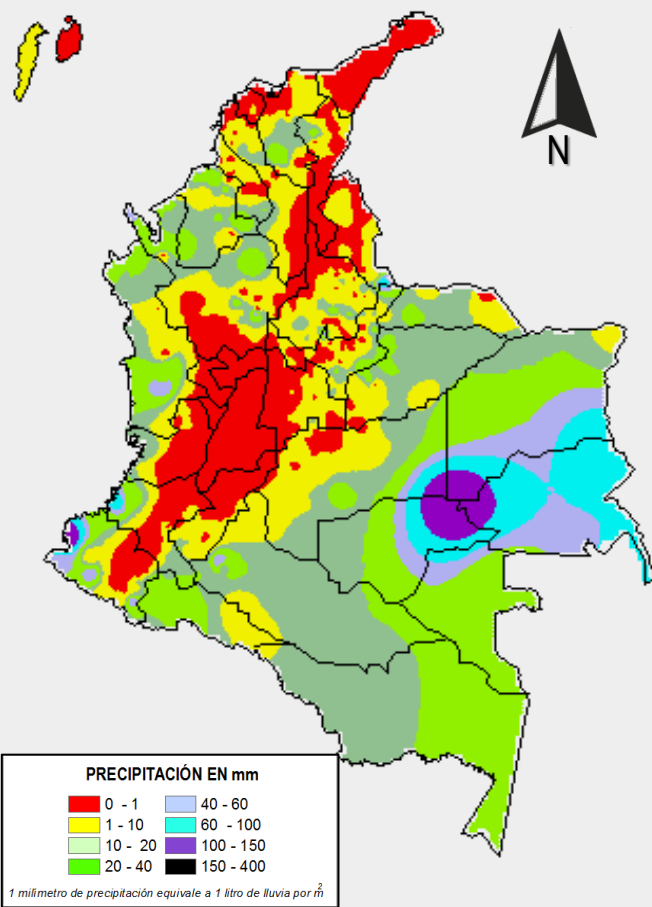 N
PRECIPITACIÓN EN mm
0 - 1
1 - 10
10 - 20
20 - 40
40 - 60
60 - 100
100 - 150
150 - 400
1 milimetro de precipitación equivale a 1 litro de lluvia por m²